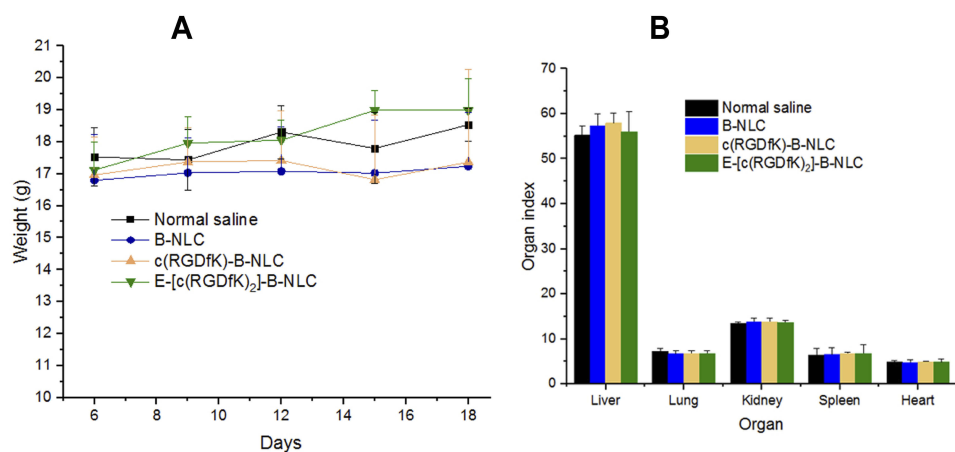 A
Weight (g)
21
20
19
18
17
16
15
14
13
12
11
10
Normal saline
B-NLC
c(RGDfK)-B-NLC
E-[c(RGDfK)₂]-B-NLC
6 8 10 12 14 16 18
Days
B
Organ index
70
60
50
40
30
20
10
0
Normal saline
B-NLC
c(RGDfK)-B-NLC
E-[c(RGDfK)₂]-B-NLC
Liver Lung Kidney Spleen Heart
Organ